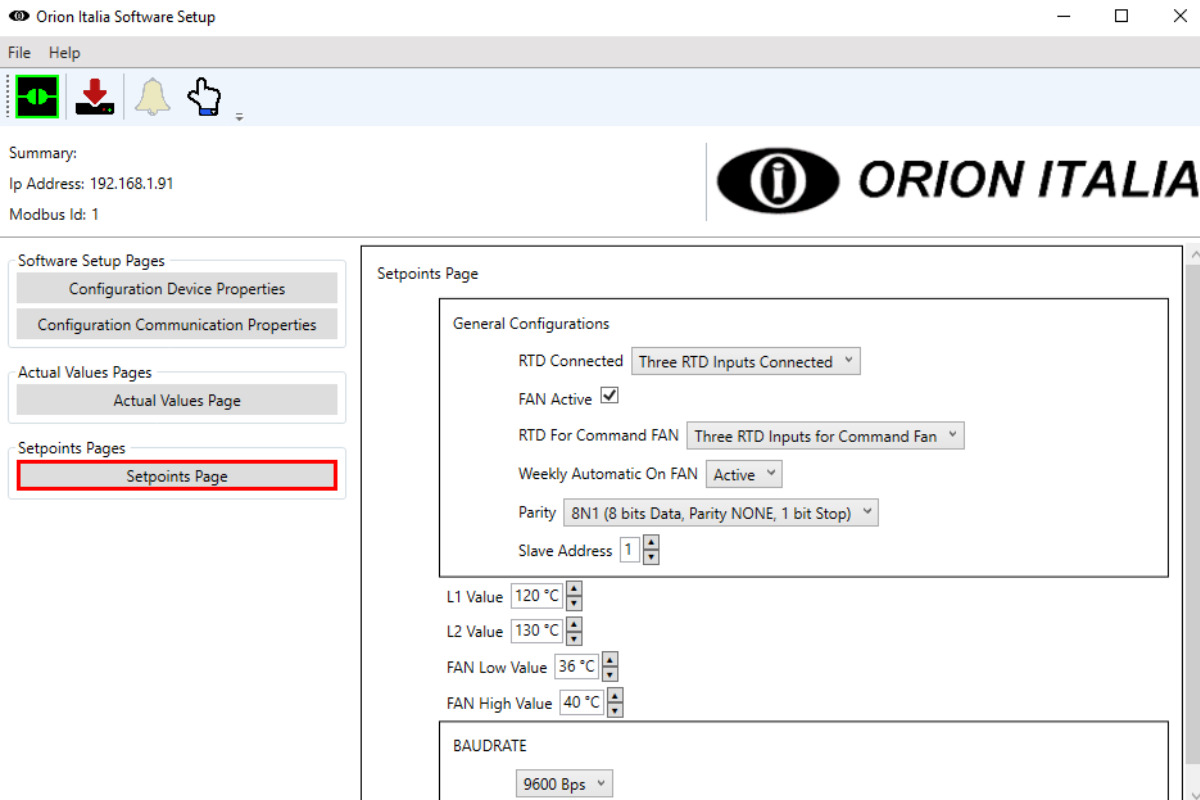 Orion Italia Software Setup
File Help
Summary:
Ip Address: 192.168.1.91
Modbus Id: 1
ORION ITALIA
Software Setup Pages
Configuration Device Properties
Configuration Communication Properties
Actual Values Pages
Actual Values Page
Setpoints Pages
Setpoints Page
Setpoints Page
General Configurations
RTD Connected Three RTD Inputs Connected
FAN Active
RTD For Command FAN Three RTD Inputs for Command Fan
Weekly Automatic On FAN Active
Parity 8N1 (8 bits Data, Parity NONE, 1 bit Stop)
Slave Address 1
L1 Value 120 °C
L2 Value 130 °C
FAN Low Value 36 °C
FAN High Value 40 °C
BAUDRATE
9600 Bps